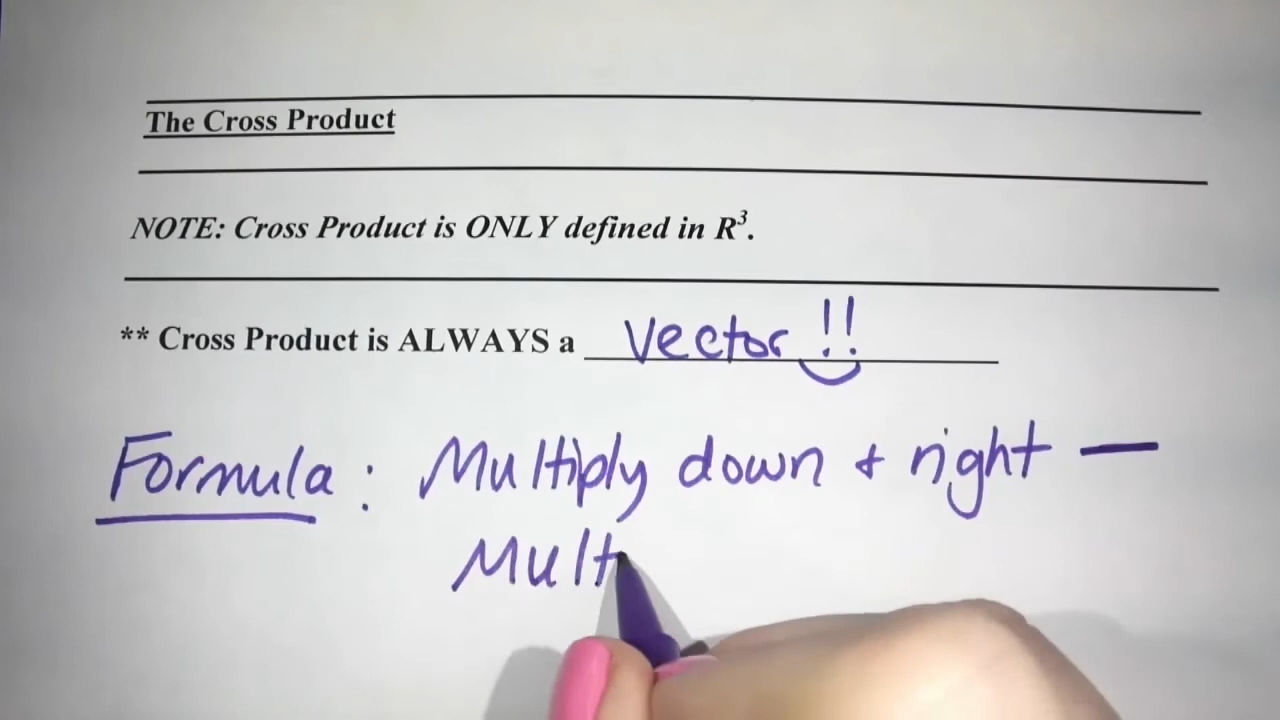 The Cross Product
NOTE: Cross Product is ONLY defined in R³.
** Cross Product is ALWAYS a vector!!
Formula: Multiply down & right —
Mult